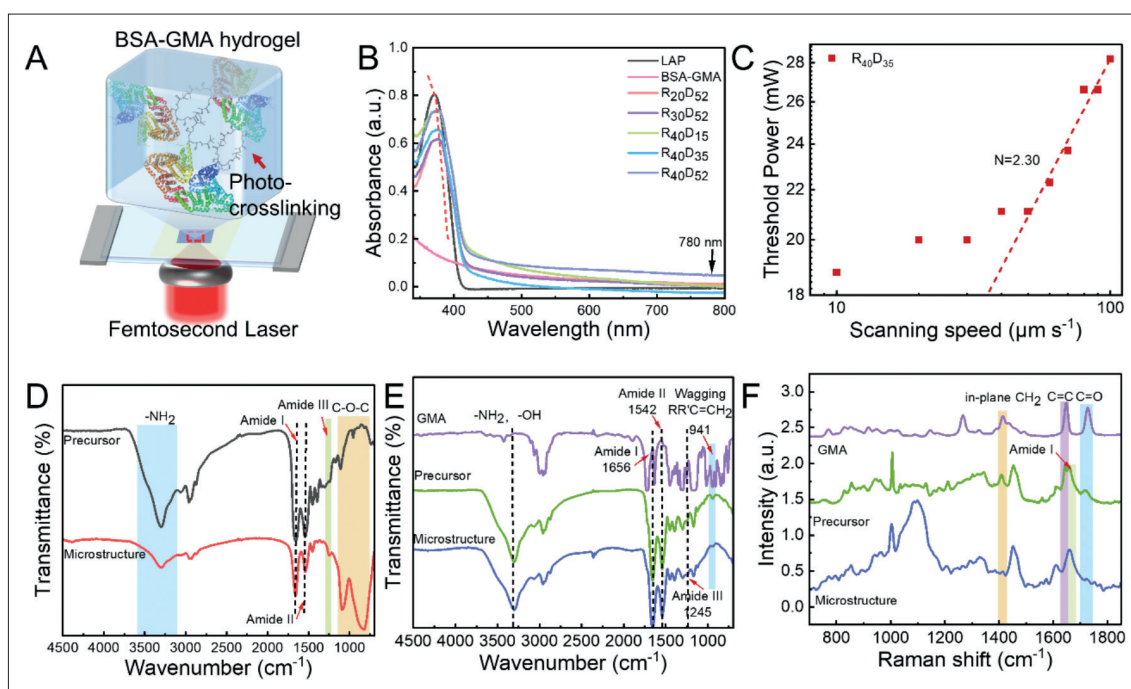 A
BSA-GMA hydrogel
Photo-
crosslinking
Femtosecond Laser
B
Absorbance (a.u.)
1.0
0.8
0.6
0.4
0.2
0.0
LAP
BSA-GMA
R20D52
R30D52
R40D15
R40D35
R40D52
780 nm
400 500 600 700 800
Wavelength (nm)
C
Threshold Power (mW)
28
26
24
22
20
18
R40D35
N=2.30
10 100
Scanning speed (µm s⁻¹)
D
Transmittance (%)
-NH2
Amide I
Amide III
C-O-C
Precursor
Microstructure
Amide II
4500 4000 3500 3000 2500 2000 1500 1000
Wavenumber (cm⁻¹)
E
Transmittance (%)
GMA
-NH2, -OH
Amide II
1542
Wagging
RR'C=CH2
941
Amide I
1656
Precursor
Microstructure
Amide III
1245
4500 4000 3500 3000 2500 2000 1500 1000
Wavenumber (cm⁻¹)
F
Intensity (a.u.)
3.0
2.5
2.0
1.5
1.0
0.5
0.0
in-plane CH2 C=C C=O
Amide I
GMA
Precursor
Microstructure
800 1000 1200 1400 1600 1800
Raman shift (cm⁻¹)